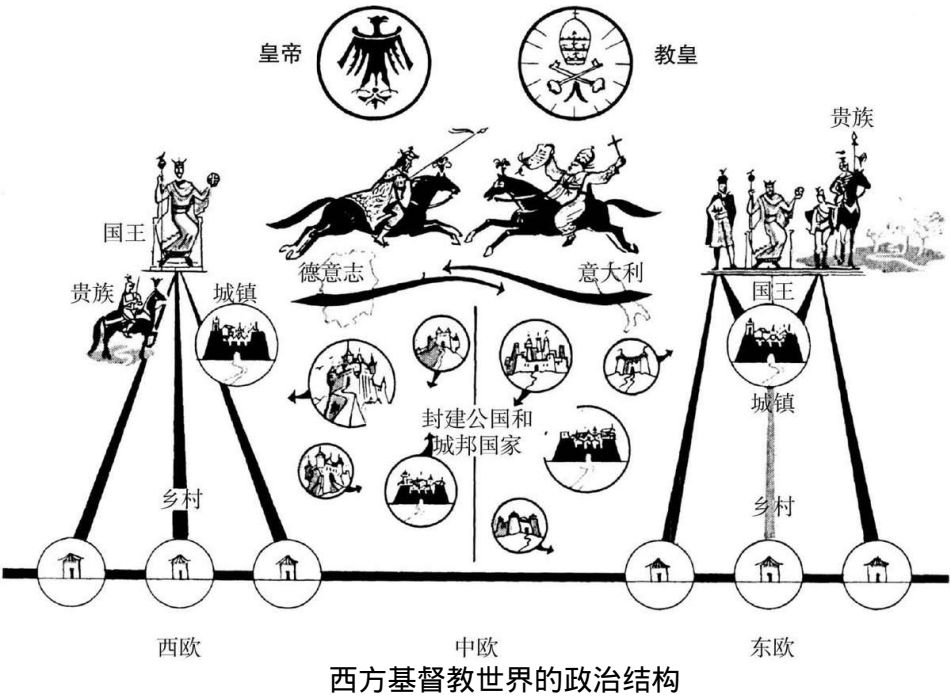 皇帝
教皇
贵族
国王
德意志
意大利
贵族
城镇
国王
城镇
封建公国和
城邦国家
乡村
乡村
西欧
中欧
东欧
西方基督教世界的政治结构